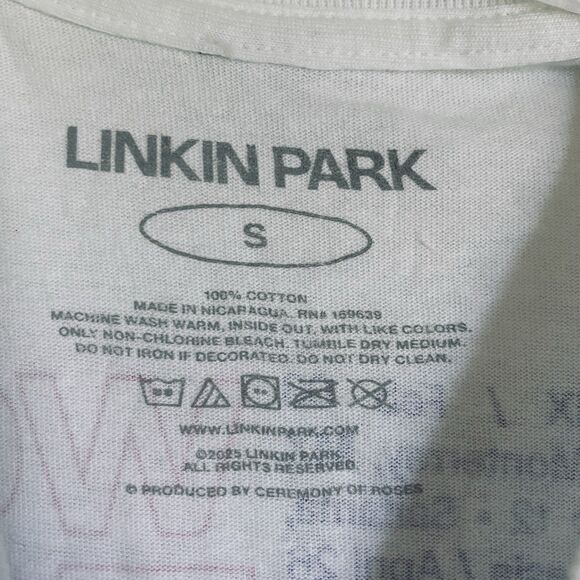 LINKIN PARK
S
100% COTTON
MADE IN NICARAGUA. RN# 169639
MACHINE WASH WARM, INSIDE OUT, WITH LIKE COLORS.
ONLY NON-CHLORINE BLEACH. TUMBLE DRY MEDIUM.
DO NOT IRON IF DECORATED. DO NOT DRY CLEAN.
WWW.LINKINPARK.COM
©2025 LINKIN PARK
ALL RIGHTS RESERVED.
© PRODUCED BY CEREMONY OF ROSES